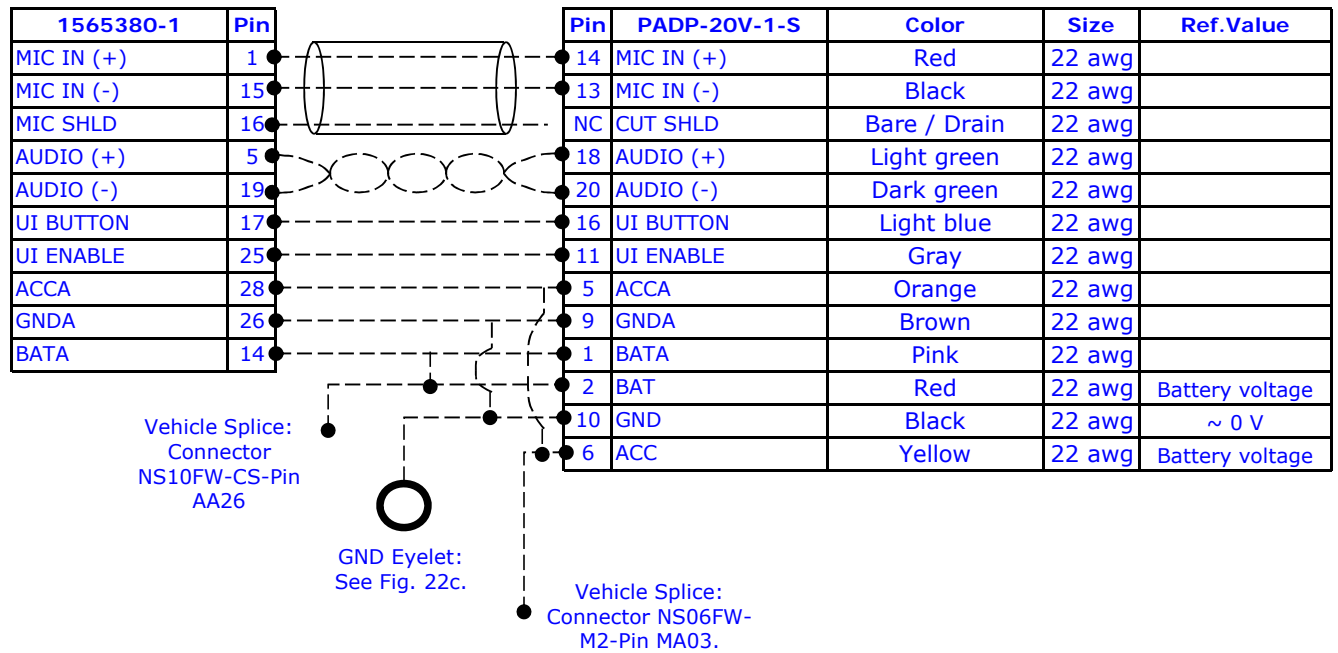 1565380-1 Pin Pin PADP-20V-1-S Color Size Ref.Value
MIC IN (+) 1 14 MIC IN (+) Red 22 awg
MIC IN (-) 15 13 MIC IN (-) Black 22 awg
MIC SHLD 16 NC CUT SHLD Bare / Drain 22 awg
AUDIO (+) 5 18 AUDIO (+) Light green 22 awg
AUDIO (-) 19 20 AUDIO (-) Dark green 22 awg
UI BUTTON 17 16 UI BUTTON Light blue 22 awg
UI ENABLE 25 11 UI ENABLE Gray 22 awg
ACCA 28 5 ACCA Orange 22 awg
GNDA 26 9 GNDA Brown 22 awg
BATA 14 1 BATA Pink 22 awg
2 BAT Red 22 awg Battery voltage
10 GND Black 22 awg ~ 0 V
6 ACC Yellow 22 awg Battery voltage
Vehicle Splice:
Connector
NS10FW-CS-Pin
AA26
GND Eyelet:
See Fig. 22c.
Vehicle Splice:
Connector NS06FW-
M2-Pin MA03.